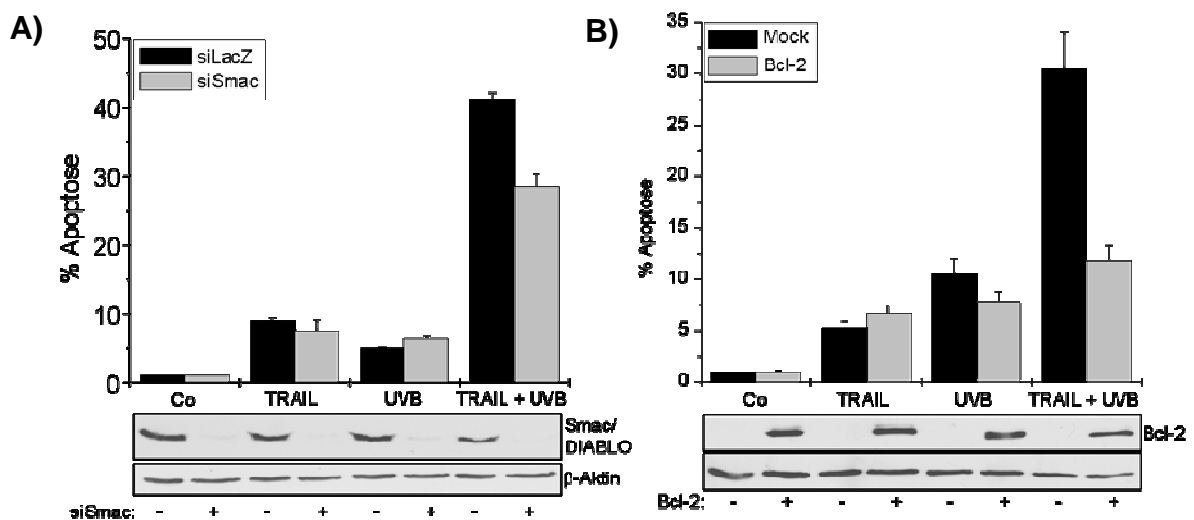 A)
50
40
30
20
10
0
% Apoptose
siLacZ
siSmac
Co TRAIL UVB TRAIL + UVB
Smac/
DIABLO
β-Aktin
siSmac: - + - + - + - +
B)
35
30
25
20
15
10
5
0
% Apoptose
Mock
Bcl-2
Co TRAIL UVB TRAIL + UVB
Bcl-2
Bcl-2: - + - + - + - +